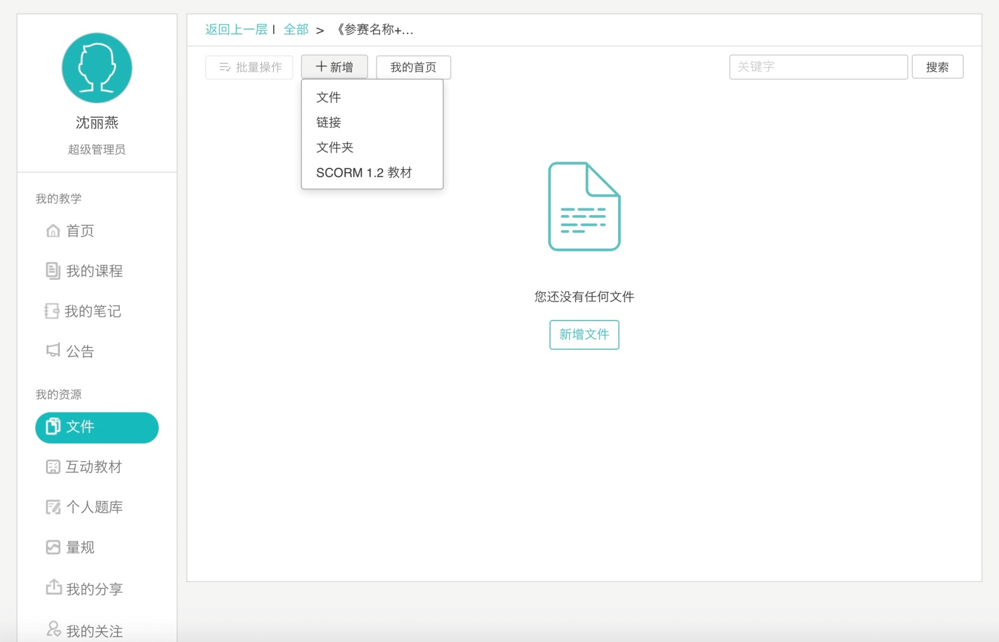 沈丽燕
超级管理员
我的教学
首页
我的课程
我的笔记
公告
我的资源
文件
互动教材
个人题库
量规
我的分享
我的关注
返回上一层 | 全部 > 《参赛名称+...
批量操作 新增 我的首页 关键字 搜索
文件
链接
文件夹
SCORM 1.2 教材
您还没有任何文件
新增文件